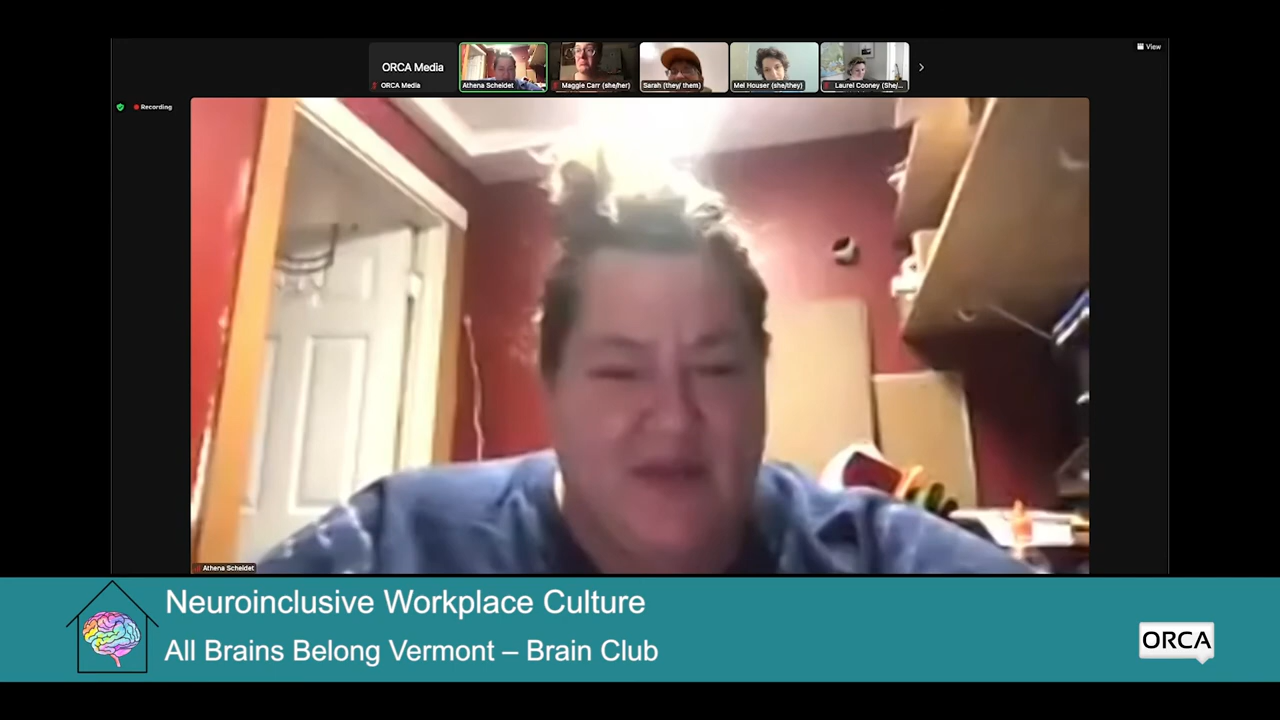 View
ORCA Media
ORCA Media
Athena Scheidet
Maggie Carr (she/her)
Sarah (they/ them)
Mel Houser (she/they)
Laurel Cooney (She/...
Recording
Athena Scheidet
Neuroinclusive Workplace Culture
All Brains Belong Vermont – Brain Club
ORCA